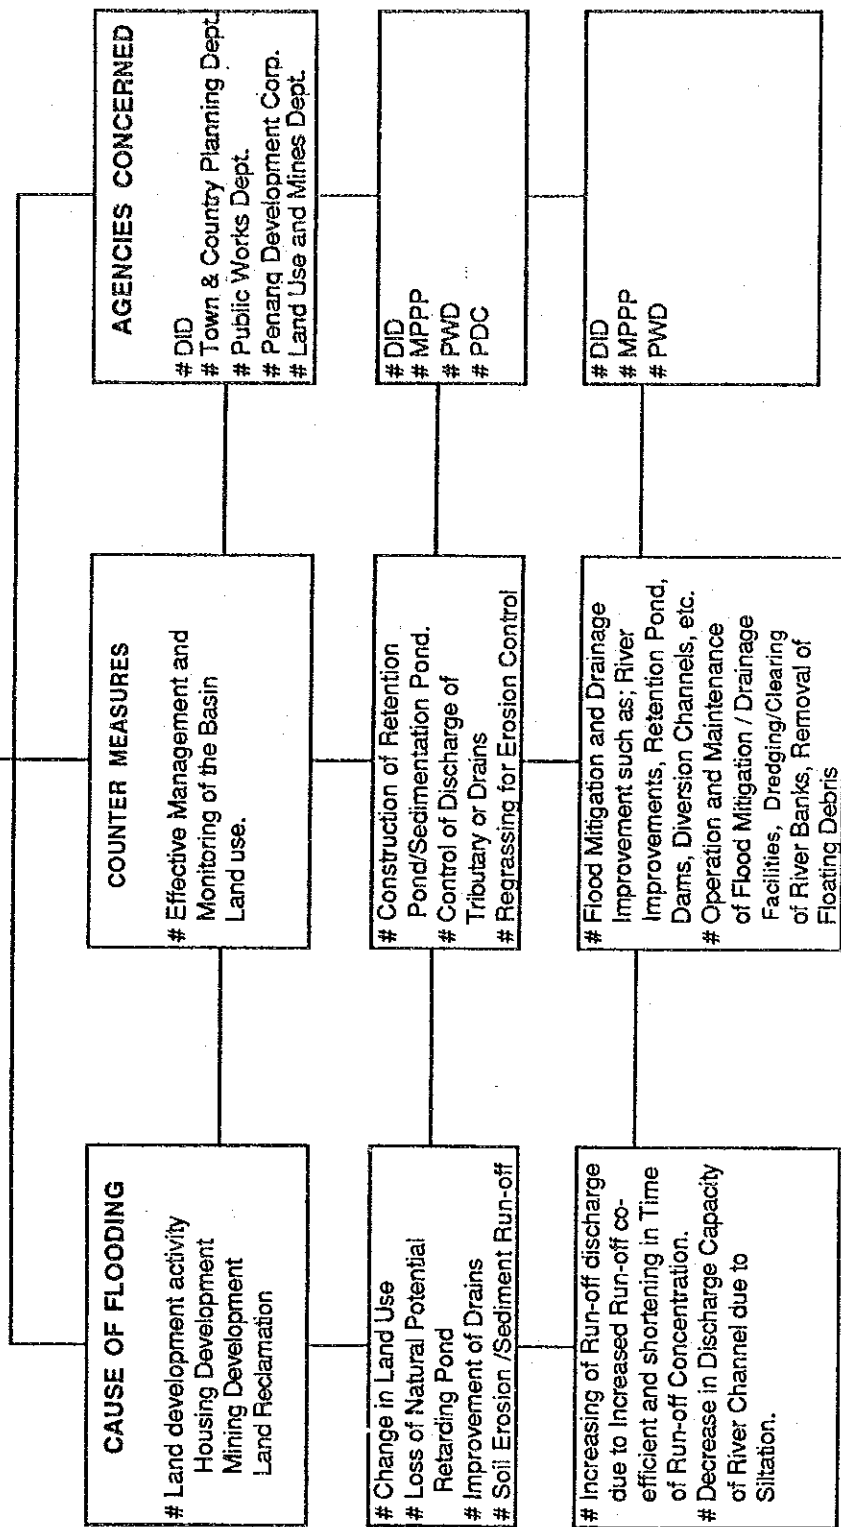 CAUSE OF FLOODING
# Land development activity
Housing Development
Mining Development
Land Reclamation
# Change in Land Use
# Loss of Natural Potential
Retarding Pond
# Improvement of Drains
# Soil Erosion /Sediment Run-off
# Increasing of Run-off discharge
due to Increased Run-off co-
efficient and shortening in Time
of Run-off Concentration.
# Decrease in Discharge Capacity
of River Channel due to
Siltation.
COUNTER MEASURES
# Effective Management and
Monitoring of the Basin
Land use.
# Construction of Retention
Pond/Sedimentation Pond.
# Control of Discharge of
Tributary or Drains
# Regrassing for Erosion Control
# Flood Mitigation and Drainage
Improvement such as; River
Improvements, Retention Pond,
Dams, Diversion Channels, etc.
# Operation and Maintenance
of Flood Mitigation / Drainage
Facilities, Dredging/Clearing
of River Banks, Removal of
Floating Debris
AGENCIES CONCERNED
# DID
# Town & Country Planning Dept.
# Public Works Dept.
# Penang Development Corp.
# Land Use and Mines Dept.
# DID
# MPPP
# PWD
# PDC
# DID
# MPPP
# PWD